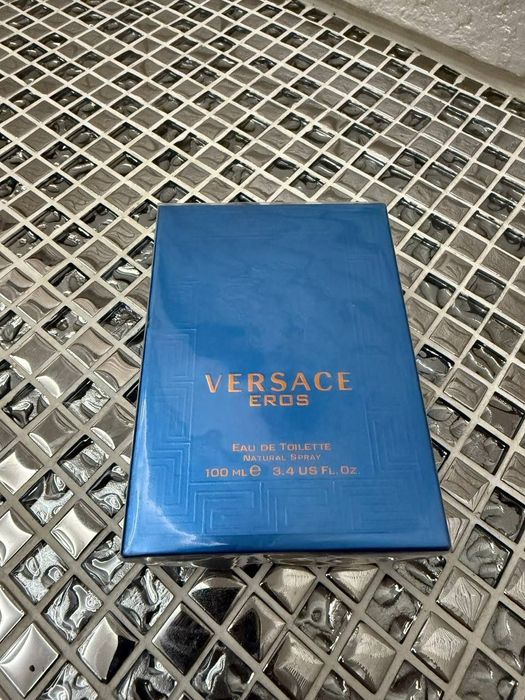 VERSACE
EROS
EAU DE TOILETTE
NATURAL SPRAY
100 ML ℮ 3.4 US FL. OZ